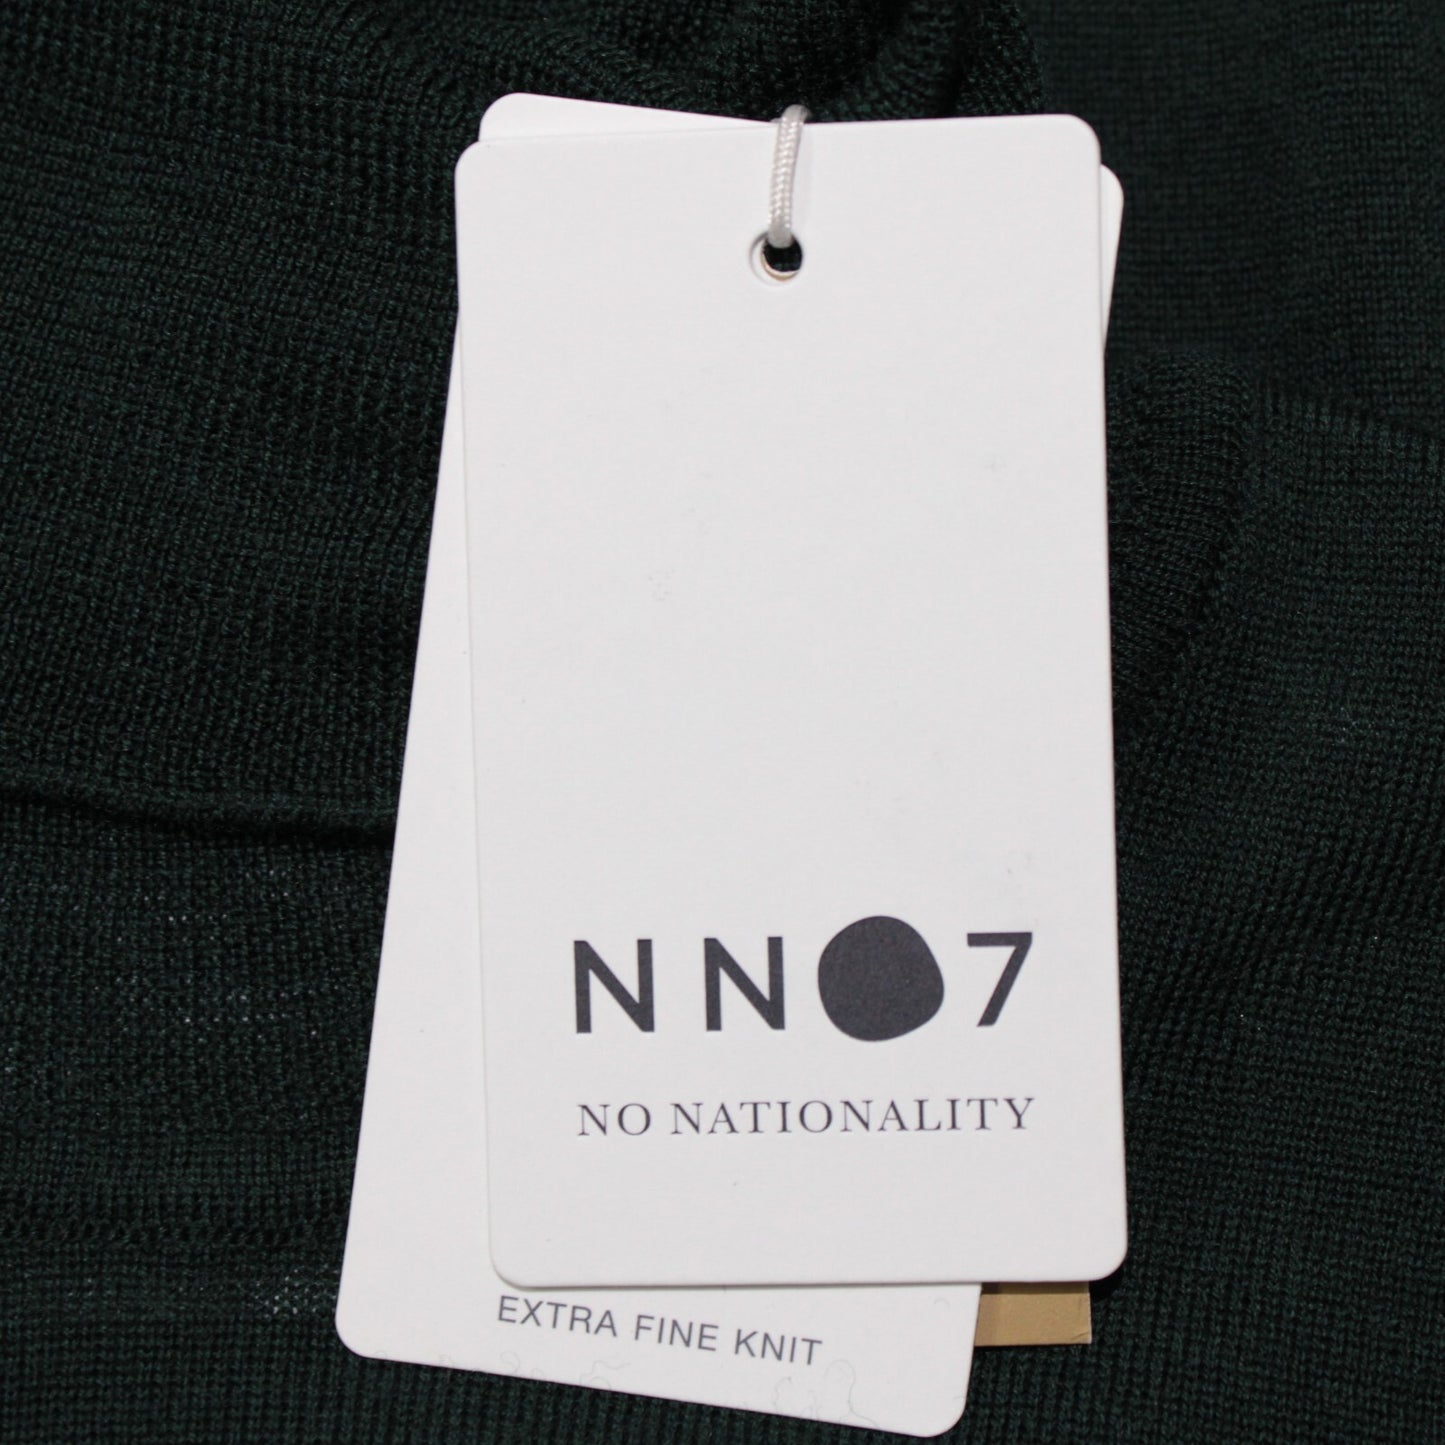 NN07
NO NATIONALITY
EXTRA FINE KNIT